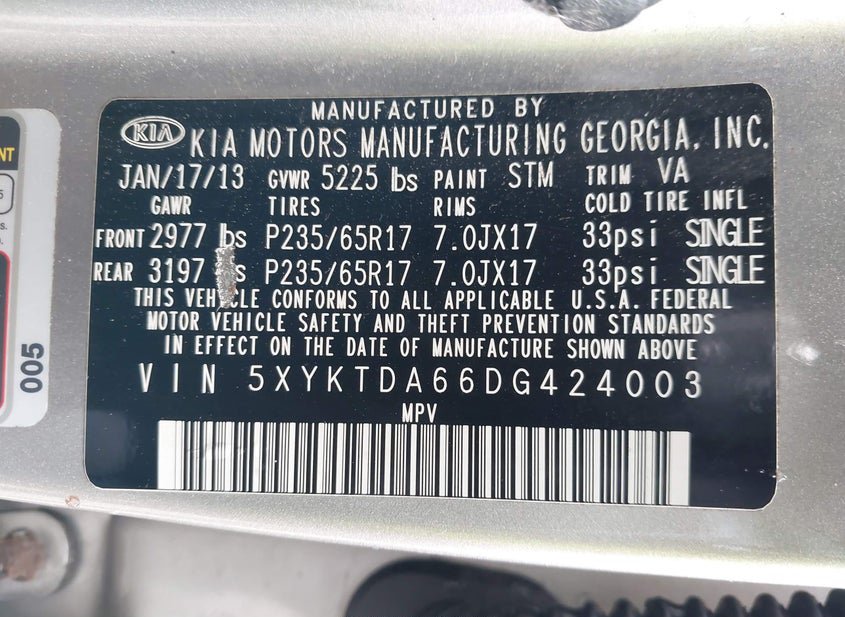 MANUFACTURED BY
KIA KIA MOTORS MANUFACTURING GEORGIA, INC.
JAN/17/13 GVWR 5225 lbs PAINT STM TRIM VA
GAWR TIRES RIMS COLD TIRE INFL
FRONT 2977 lbs P235/65R17 7.0JX17 33psi SINGLE
REAR 3197 P235/65R17 7.0JX17 33psi SINGLE
THIS VEHICLE CONFORMS TO ALL APPLICABLE U.S.A. FEDERAL
MOTOR VEHICLE SAFETY AND THEFT PREVENTION STANDARDS
IN EFFECT ON THE DATE OF MANUFACTURE SHOWN ABOVE
VIN 5XYKTDA66DG424003
MPV
005